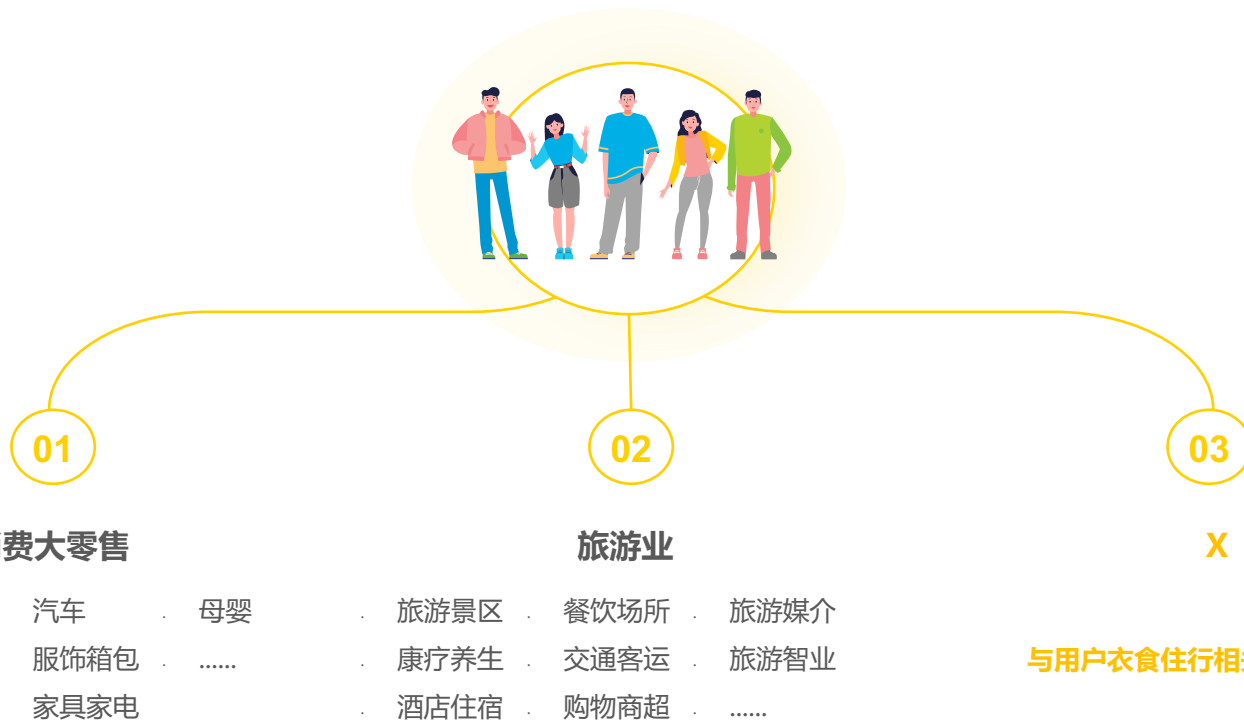 01
02
03
费大零售
旅游业
X
汽车 . 母婴
. 旅游景区 . 餐饮场所 . 旅游媒介
服饰箱包 . ......
. 康疗养生 . 交通客运 . 旅游智业
与用户衣食住行相
家具家电
. 酒店住宿 . 购物商超 . ......